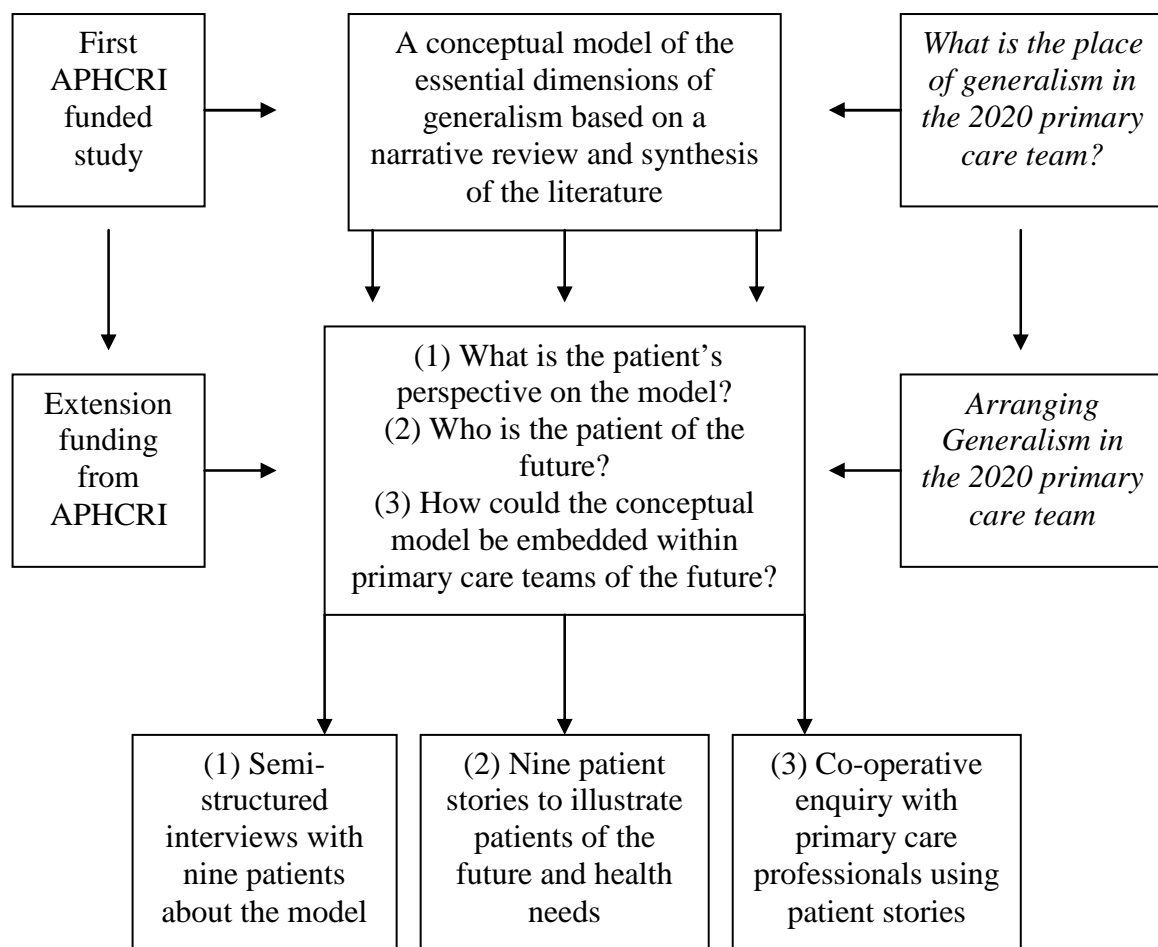 First
APHCRI
funded
study
A conceptual model of the
essential dimensions of
generalism based on a
narrative review and synthesis
of the literature
What is the place
of generalism in
the 2020 primary
care team?
Extension
funding
from
APHCRI
(1) What is the patient’s
perspective on the model?
(2) Who is the patient of the
future?
(3) How could the conceptual
model be embedded within
primary care teams of the future?
Arranging
Generalism in
the 2020 primary
care team
(1) Semi-
structured
interviews with
nine patients
about the model
(2) Nine patient
stories to illustrate
patients of the
future and health
needs
(3) Co-operative
enquiry with
primary care
professionals using
patient stories